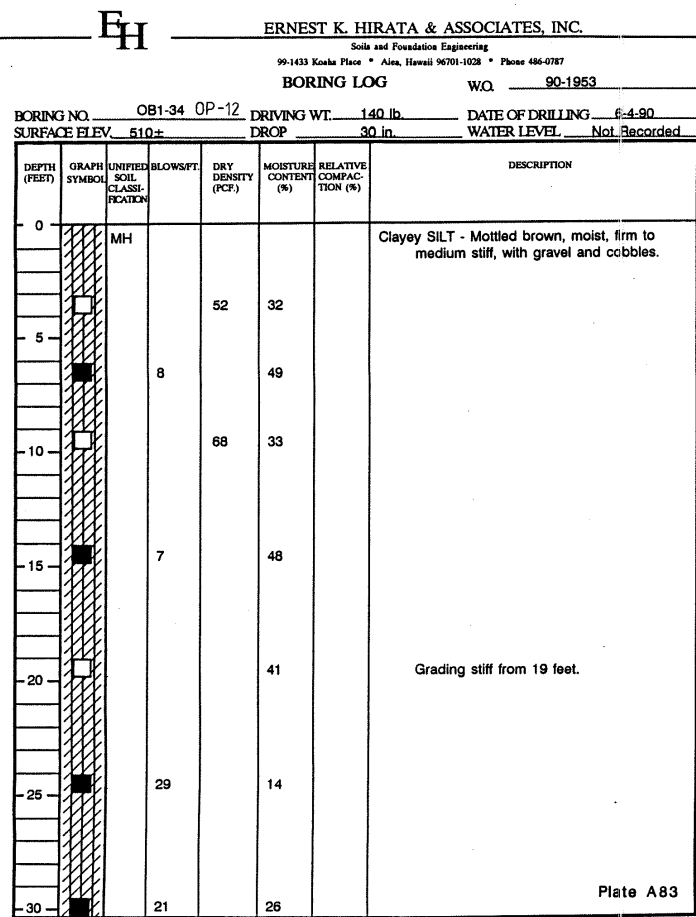 EH
ERNEST K. HIRATA & ASSOCIATES, INC.
Soils and Foundation Engineering
99-1433 Koaha Place * Aiea, Hawaii 96701-1028 * Phone 486-0787
BORING LOG W.O. 90-1953
BORING NO. OB1-34 OP-12 DRIVING WT. 140 lb. DATE OF DRILLING 6-4-90
SURFACE ELEV. 510± DROP 30 in. WATER LEVEL Not Recorded
DEPTH (FEET) GRAPH SYMBOL UNIFIED SOIL CLASSI-FICATION BLOWS/FT. DRY DENSITY (PCF.) MOISTURE CONTENT (%) RELATIVE COMPAC-TION (%) DESCRIPTION
0 MH Clayey SILT - Mottled brown, moist, firm to
medium stiff, with gravel and cobbles.
52 32
5
8 49
68 33
10
7 48
15
41 Grading stiff from 19 feet.
20
29 14
25
Plate A83
30 21 26